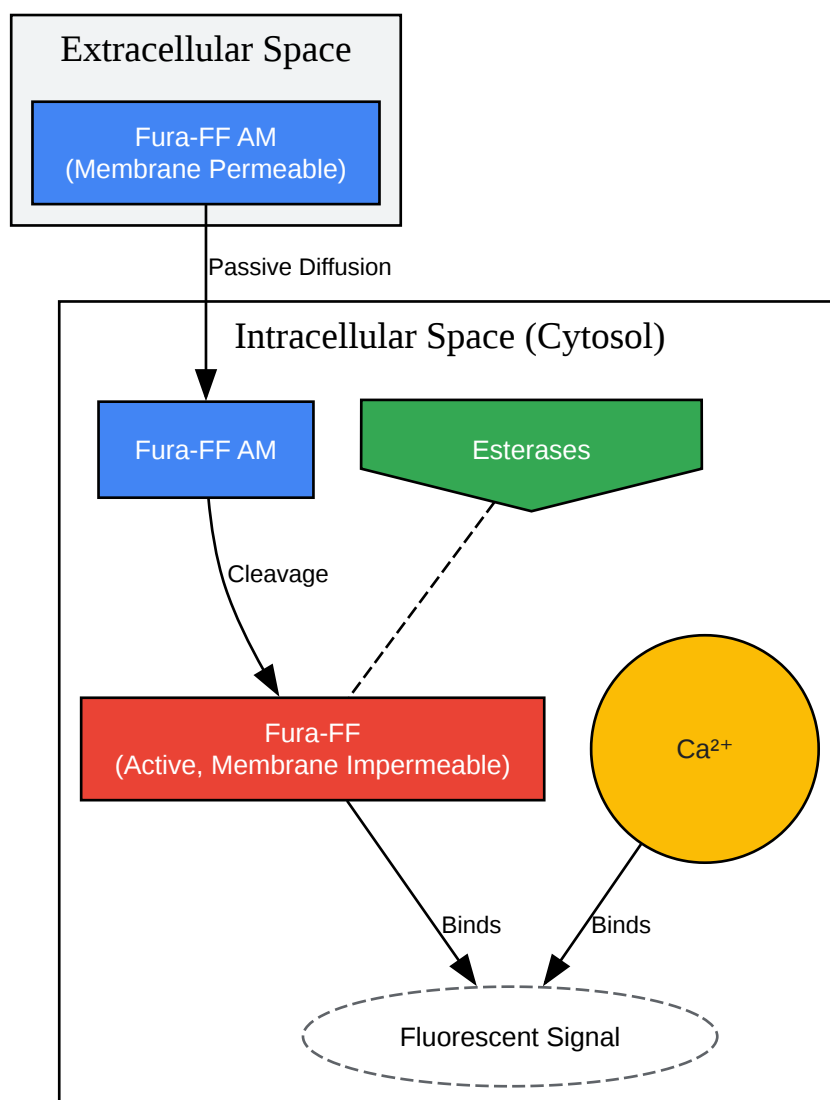 Extracellular Space
Fura-FF AM
(Membrane Permeable)
Passive Diffusion
Intracellular Space (Cytosol)
Fura-FF AM
Esterases
Cleavage
Fura-FF
(Active, Membrane Impermeable)
Ca²⁺
Binds
Binds
Fluorescent Signal